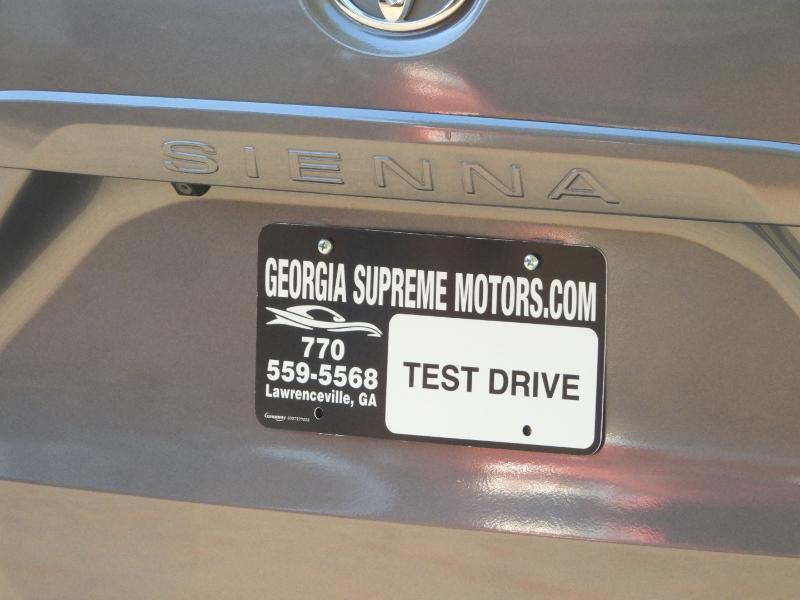 SIENNA
GEORGIA SUPREME MOTORS.COM
770
559-5568
Lawrenceville, GA
TEST DRIVE